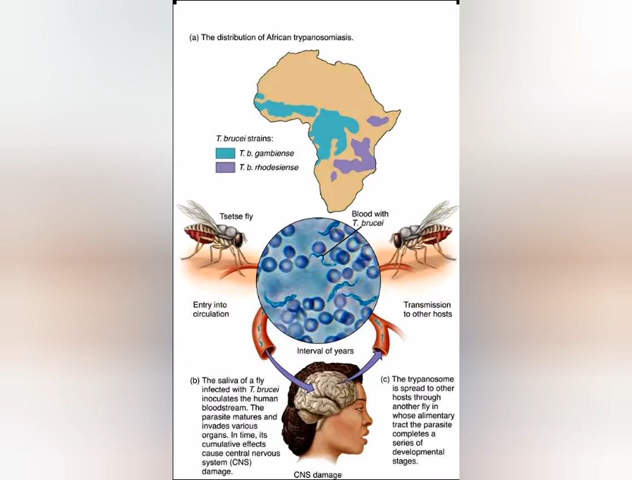 (a) The distribution of African trypanosomiasis.
T. brucei strains:
T. b. gambiense
T. b. rhodesiense
Tsetse fly
Blood with
T. brucei
Entry into
circulation
Transmission
to other hosts
Interval of years
(b) The saliva of a fly
infected with T. brucei
inoculates the human
bloodstream. The
parasite matures and
invades various
organs. In time, its
cumulative effects
cause central nervous
system (CNS)
damage.
(c) The trypanosome
is spread to other
hosts through
another fly in
whose alimentary
tract the parasite
completes a
series of
developmental
stages.
CNS damage